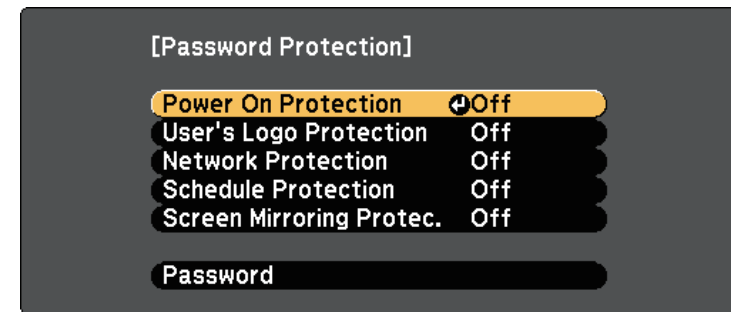 [Password Protection]
Power On Protection Off
User's Logo Protection Off
Network Protection Off
Schedule Protection Off
Screen Mirroring Protec. Off
Password